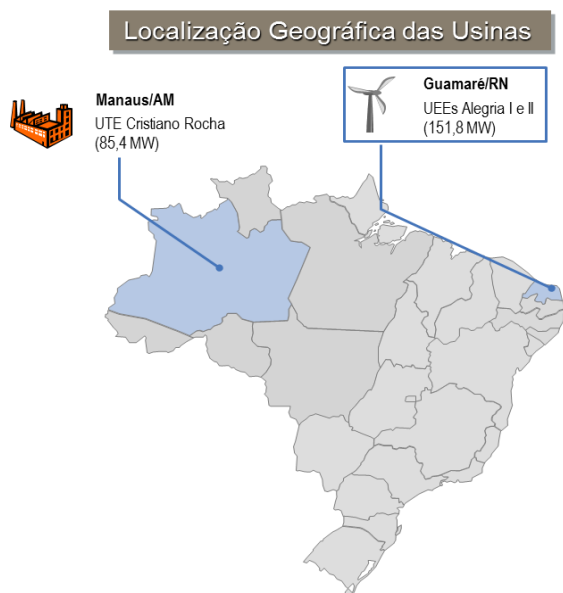 Localização Geográfica das Usinas
Manaus/AM
UTE Cristiano Rocha
(85,4 MW)
Guamaré/RN
UEEs Alegria I e II
(151,8 MW)